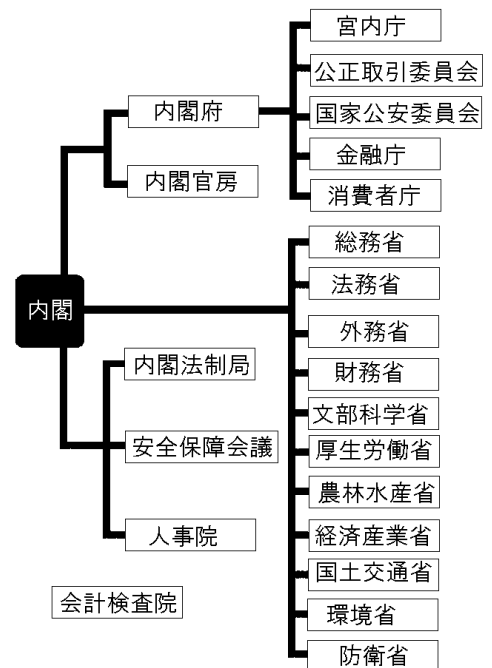 宮内庁
公正取引委員会
内閣府
国家公安委員会
金融庁
内閣官房
消費者庁
総務省
法務省
内閣
外務省
内閣法制局
財務省
文部科学省
安全保障会議
厚生労働省
農林水産省
人事院
経済産業省
国土交通省
会計検査院
環境省
防衛省